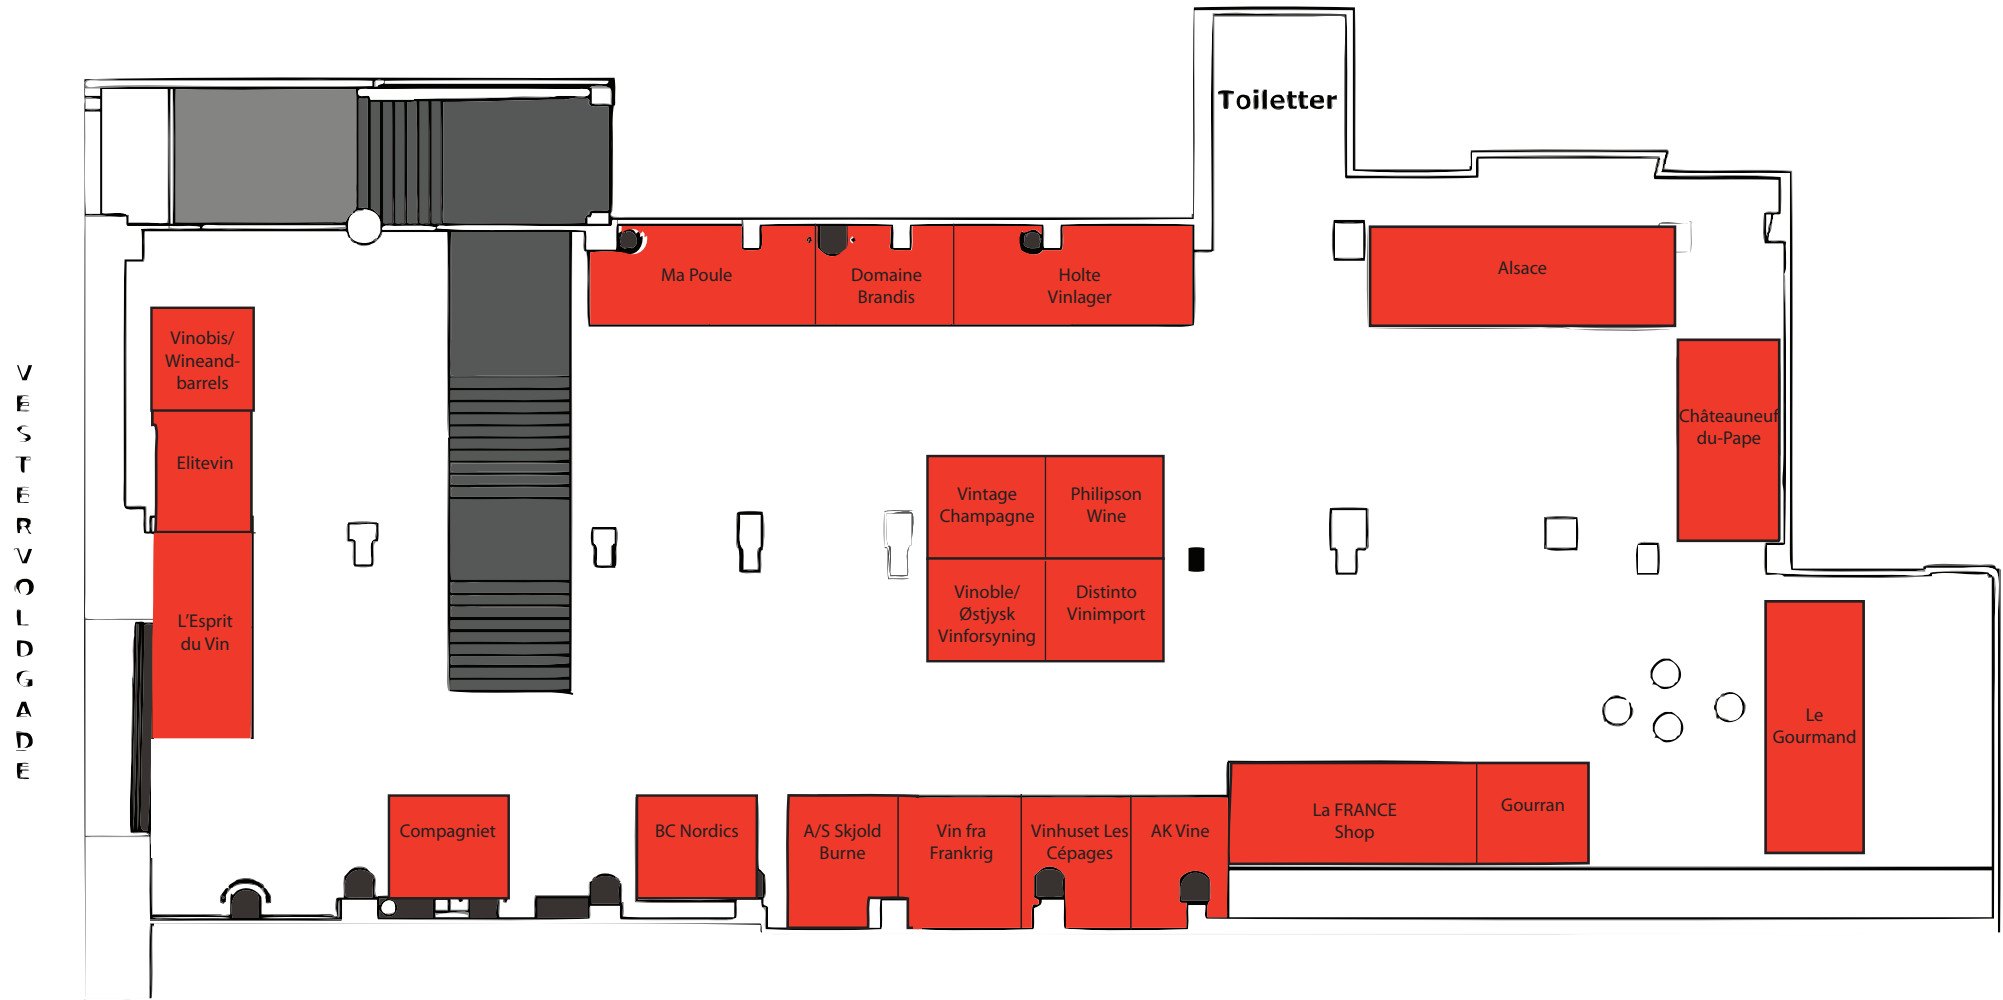 Toiletter
Ma Poule
Domaine
Brandis
Holte
Vinlager
Alsace
Vinobis/
Wineand-
barrels
Elitevin
L'Esprit
du Vin
VESTERVOLDGADE
Châteauneuf
du-Pape
Vintage
Champagne
Philipson
Wine
Vinoble/
Østjysk
Vinforsyning
Distinto
Vinimport
Le
Gourmand
Compagniet
BC Nordics
A/S Skjold
Burne
Vin fra
Frankrig
Vinhuset Les
Cépages
AK Vine
La FRANCE
Shop
Gourran